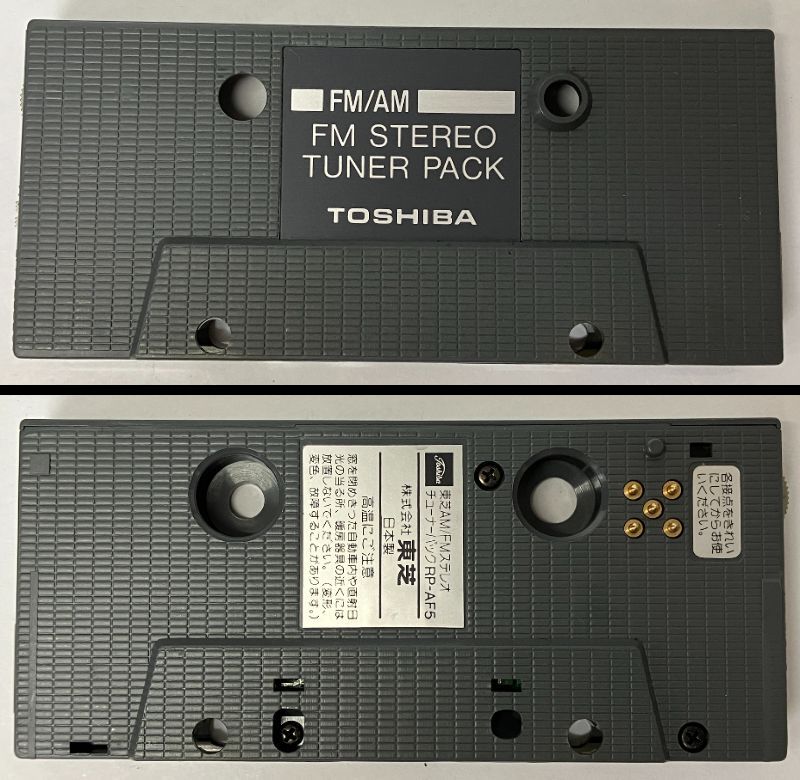 FM/AM
FM STEREO
TUNER PACK
TOSHIBA
Toshiba
東芝AM/FMステレオ
チューナーパックRP-AF5
株式会社 東芝
日本製
高温にご注意
窓を閉めきった自動車内や直射日
光の当る所、暖房器具の近くには
放置しないでください。(変形、
変色、故障することがあります。)
各接点をきれい
にしてからお使
いください。